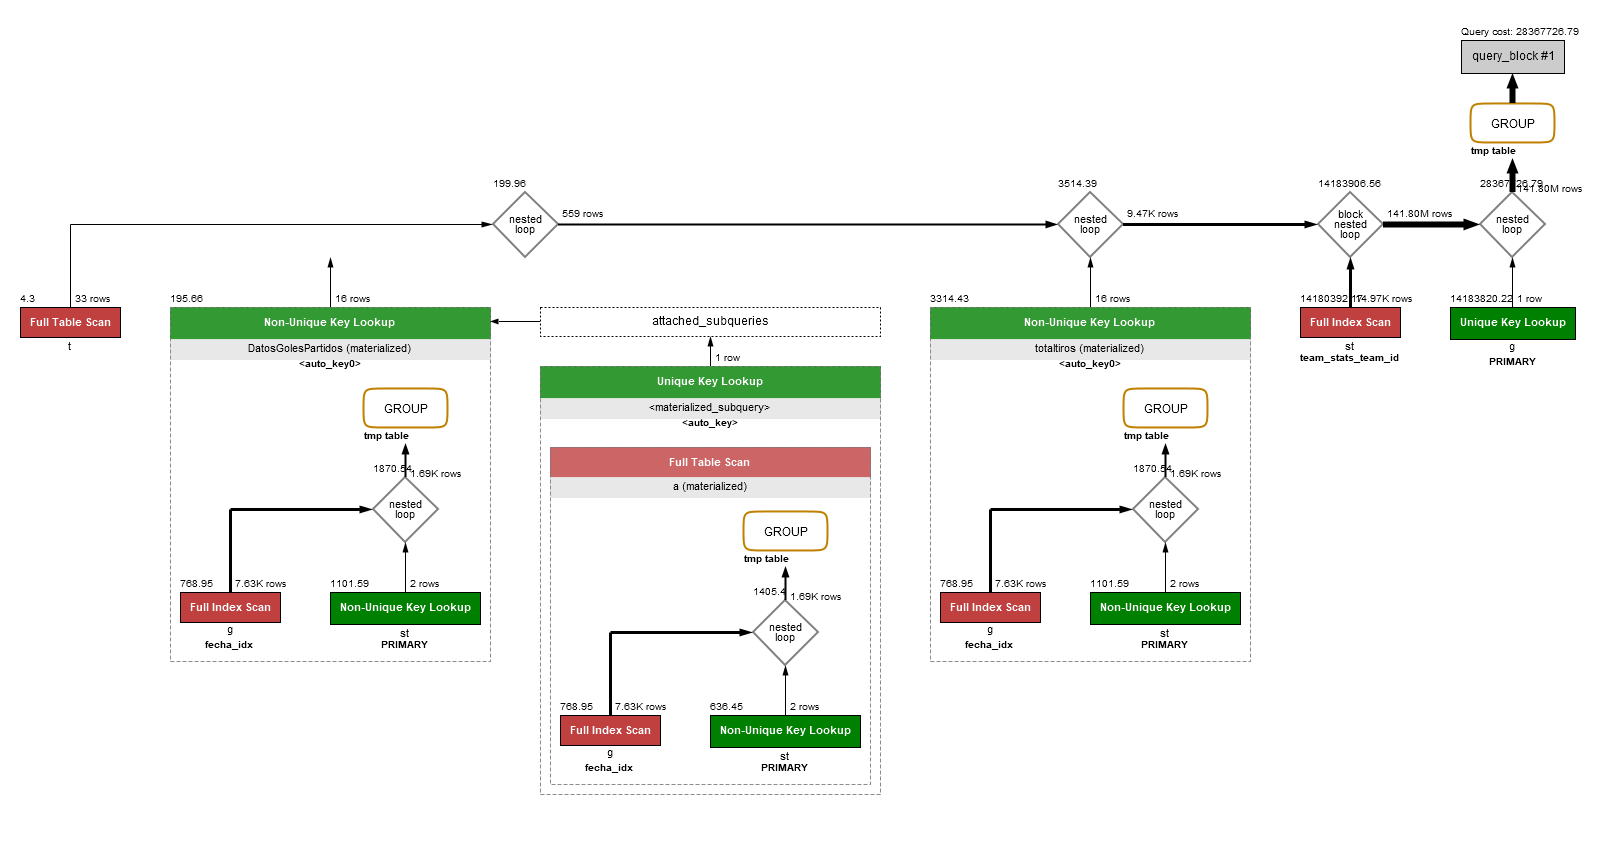 Query cost: 28367726.79
query_block #1
GROUP
tmp table
199.96
3514.39
14183906.56
28367726.79
141.80M rows
nested
loop
559 rows
nested
loop
9.47K rows
block
nested
loop
141.80M rows
nested
loop
4.3
33 rows
Full Table Scan
t
195.66
16 rows
Non-Unique Key Lookup
DatosGolesPartidos (materialized)
<auto_key0>
GROUP
tmp table
1870.54
1.69K rows
nested
loop
768.95
7.63K rows
Full Index Scan
g
fecha_idx
1101.59
2 rows
Non-Unique Key Lookup
st
PRIMARY
attached_subqueries
1 row
Unique Key Lookup
<materialized_subquery>
<auto_key>
Full Table Scan
a (materialized)
GROUP
tmp table
1405.4
1.69K rows
nested
loop
768.95
7.63K rows
Full Index Scan
g
fecha_idx
636.45
2 rows
Non-Unique Key Lookup
st
PRIMARY
3314.43
16 rows
Non-Unique Key Lookup
totaltiros (materialized)
<auto_key0>
GROUP
tmp table
1870.54
1.69K rows
nested
loop
768.95
7.63K rows
Full Index Scan
g
fecha_idx
1101.59
2 rows
Non-Unique Key Lookup
st
PRIMARY
14180392.17
14.97K rows
Full Index Scan
st
team_stats_team_id
14183820.22
1 row
Unique Key Lookup
g
PRIMARY